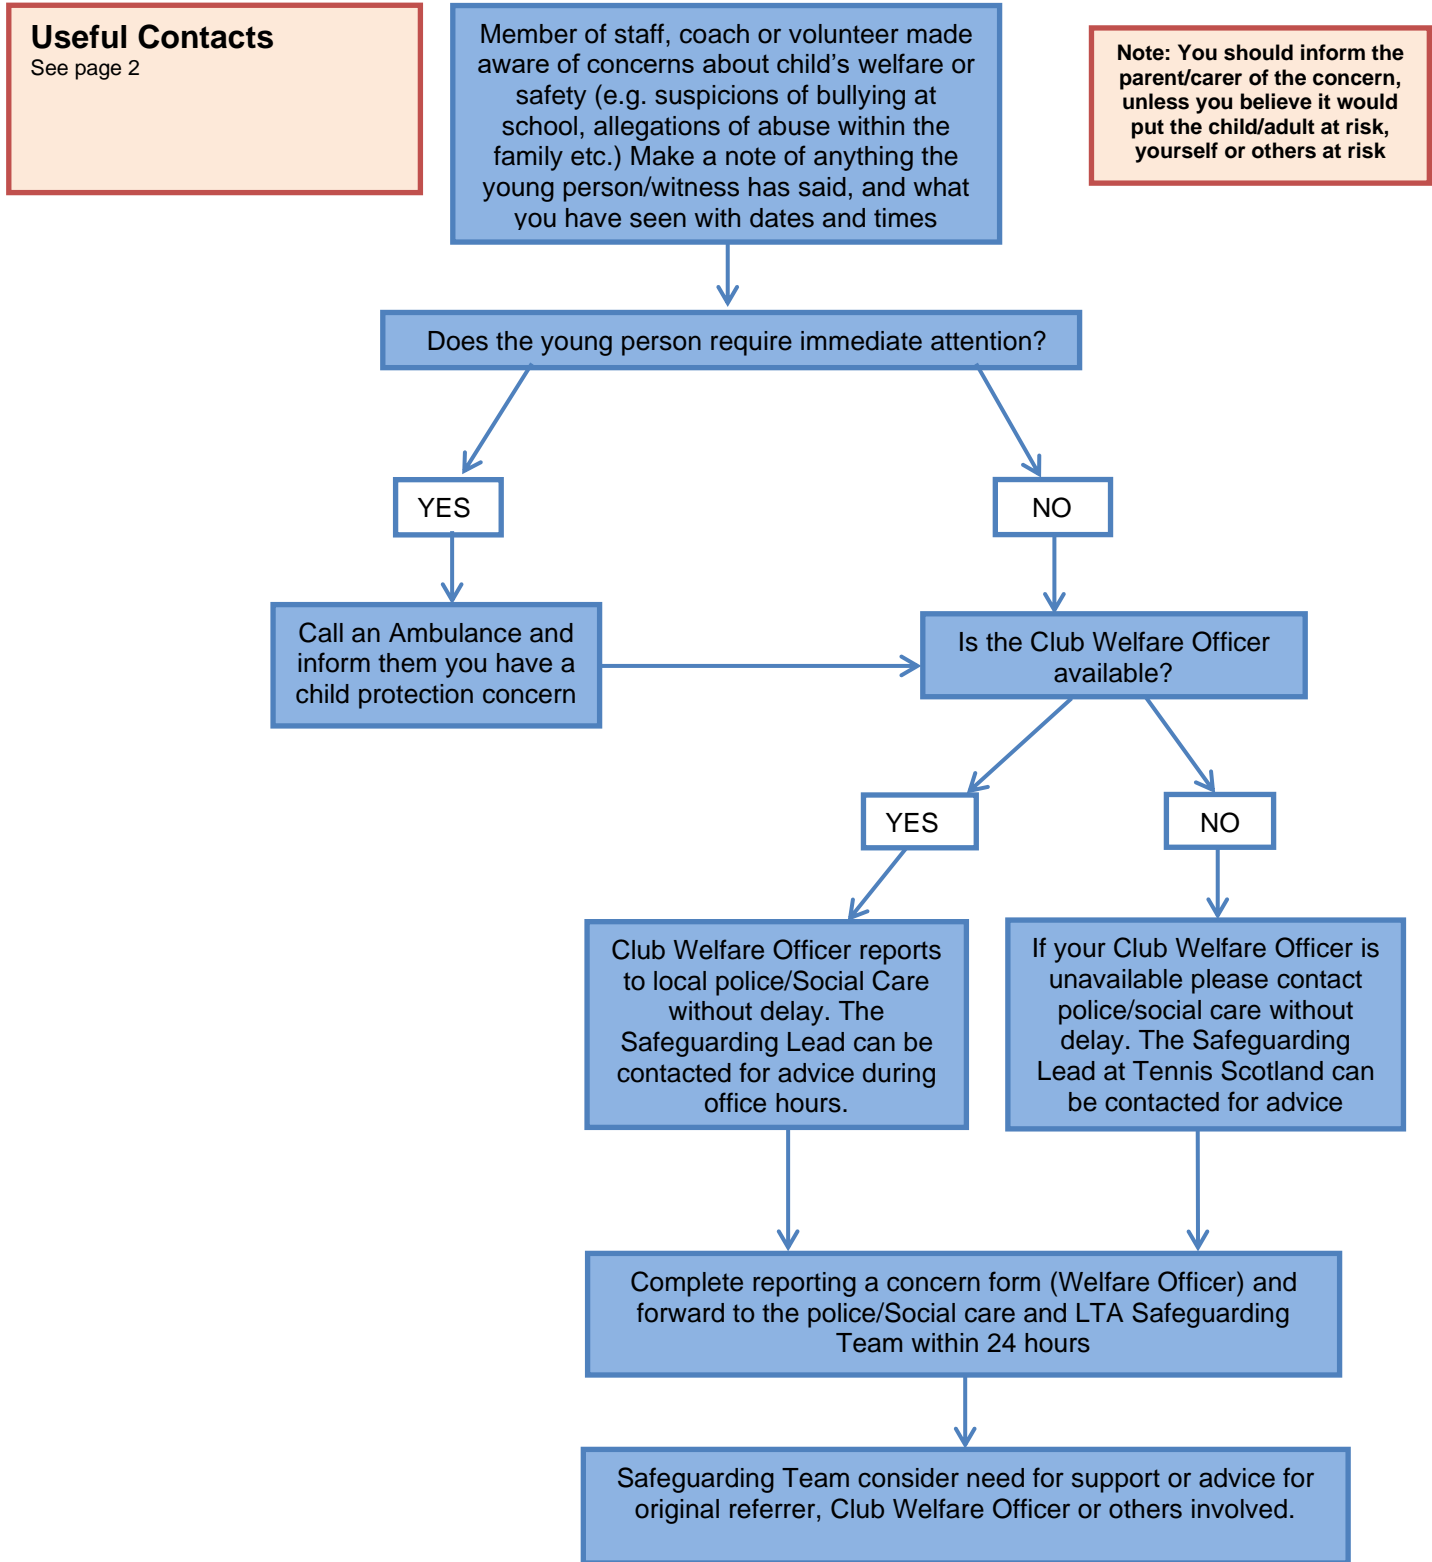 Useful Contacts
See page 2
Member of staff, coach or volunteer made
aware of concerns about child's welfare or
safety (e.g. suspicions of bullying at
school, allegations of abuse within the
family etc.) Make a note of anything the
young person/witness has said, and what
you have seen with dates and times
Note: You should inform the
parent/carer of the concern,
unless you believe it would
put the child/adult at risk,
yourself or others at risk
Does the young person require immediate attention?
YES
NO
Call an Ambulance and
inform them you have a
child protection concern
Is the Club Welfare Officer
available?
YES
NO
Club Welfare Officer reports
to local police/Social Care
without delay. The
Safeguarding Lead can be
contacted for advice during
office hours.
If your Club Welfare Officer is
unavailable please contact
police/social care without
delay. The Safeguarding
Lead at Tennis Scotland can
be contacted for advice
Complete reporting a concern form (Welfare Officer) and
forward to the police/Social care and LTA Safeguarding
Team within 24 hours
Safeguarding Team consider need for support or advice for
original referrer, Club Welfare Officer or others involved.